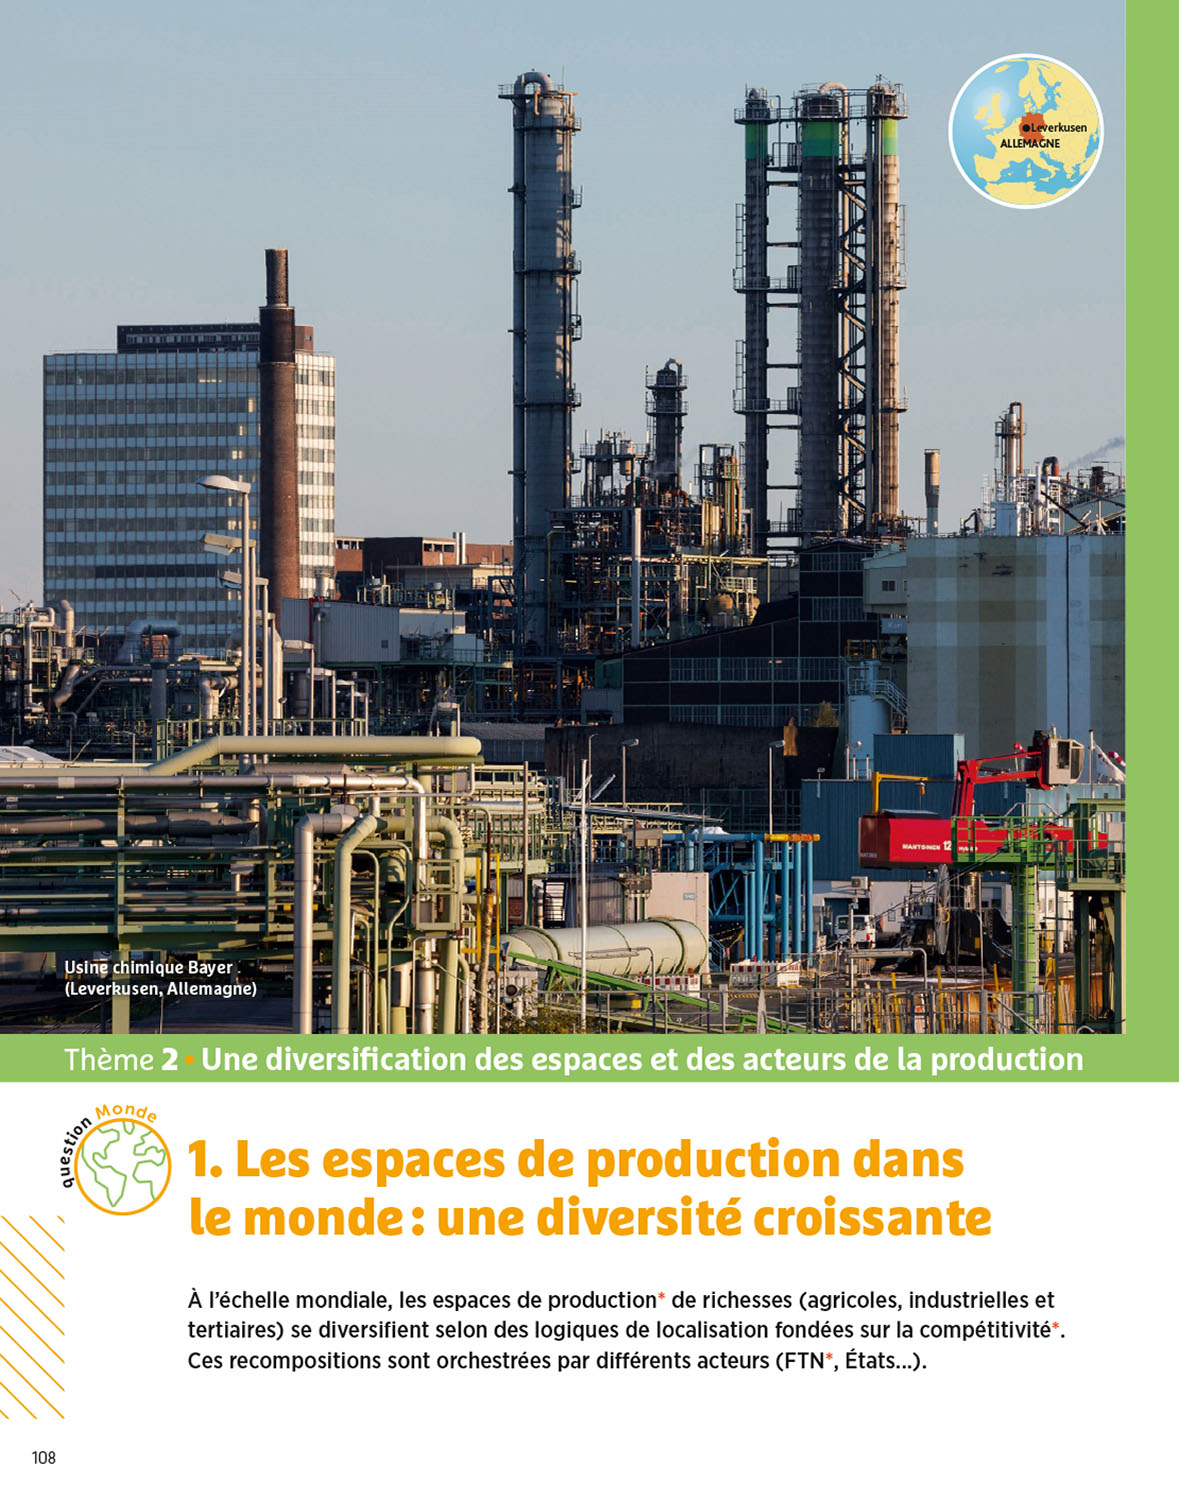 Leverkusen
ALLEMAGNE
MANTSINEN 120
Usine chimique Bayer
(Leverkusen, Allemagne)
Thème 2 • Une diversification des espaces et des acteurs de la production
question Monde
1. Les espaces de production dans
le monde : une diversité croissante
À l’échelle mondiale, les espaces de production* de richesses (agricoles, industrielles et
tertiaires) se diversifient selon des logiques de localisation fondées sur la compétitivité*.
Ces recompositions sont orchestrées par différents acteurs (FTN*, États...).
108